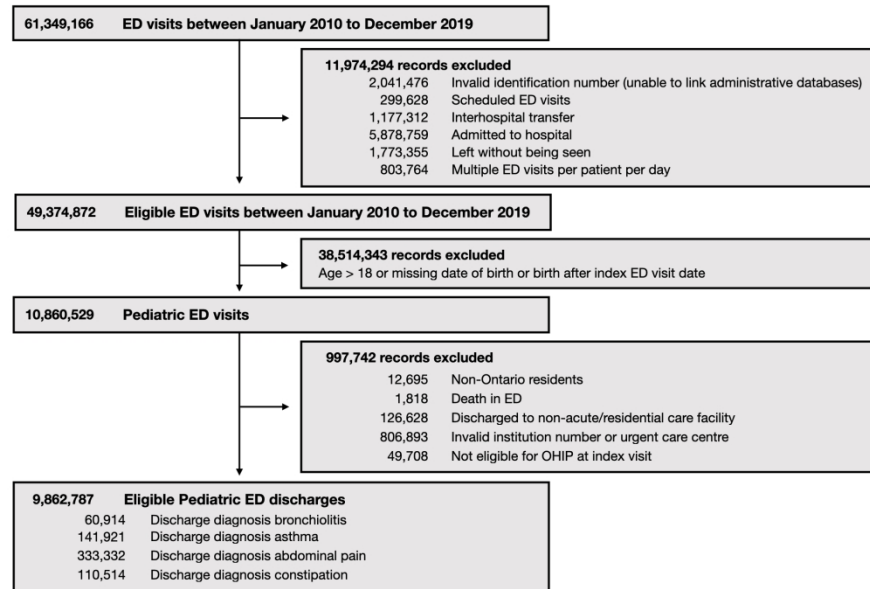 61,349,166 ED visits between January 2010 to December 2019
11,974,294 records excluded
2,041,476 Invalid identification number (unable to link administrative databases)
299,628 Scheduled ED visits
1,177,312 Interhospital transfer
5,878,759 Admitted to hospital
1,773,355 Left without being seen
803,764 Multiple ED visits per patient per day
49,374,872 Eligible ED visits between January 2010 to December 2019
38,514,343 records excluded
Age > 18 or missing date of birth or birth after index ED visit date
10,860,529 Pediatric ED visits
997,742 records excluded
12,695 Non-Ontario residents
1,818 Death in ED
126,628 Discharged to non-acute/residential care facility
806,893 Invalid institution number or urgent care centre
49,708 Not eligible for OHIP at index visit
9,862,787 Eligible Pediatric ED discharges
60,914 Discharge diagnosis bronchiolitis
141,921 Discharge diagnosis asthma
333,332 Discharge diagnosis abdominal pain
110,514 Discharge diagnosis constipation